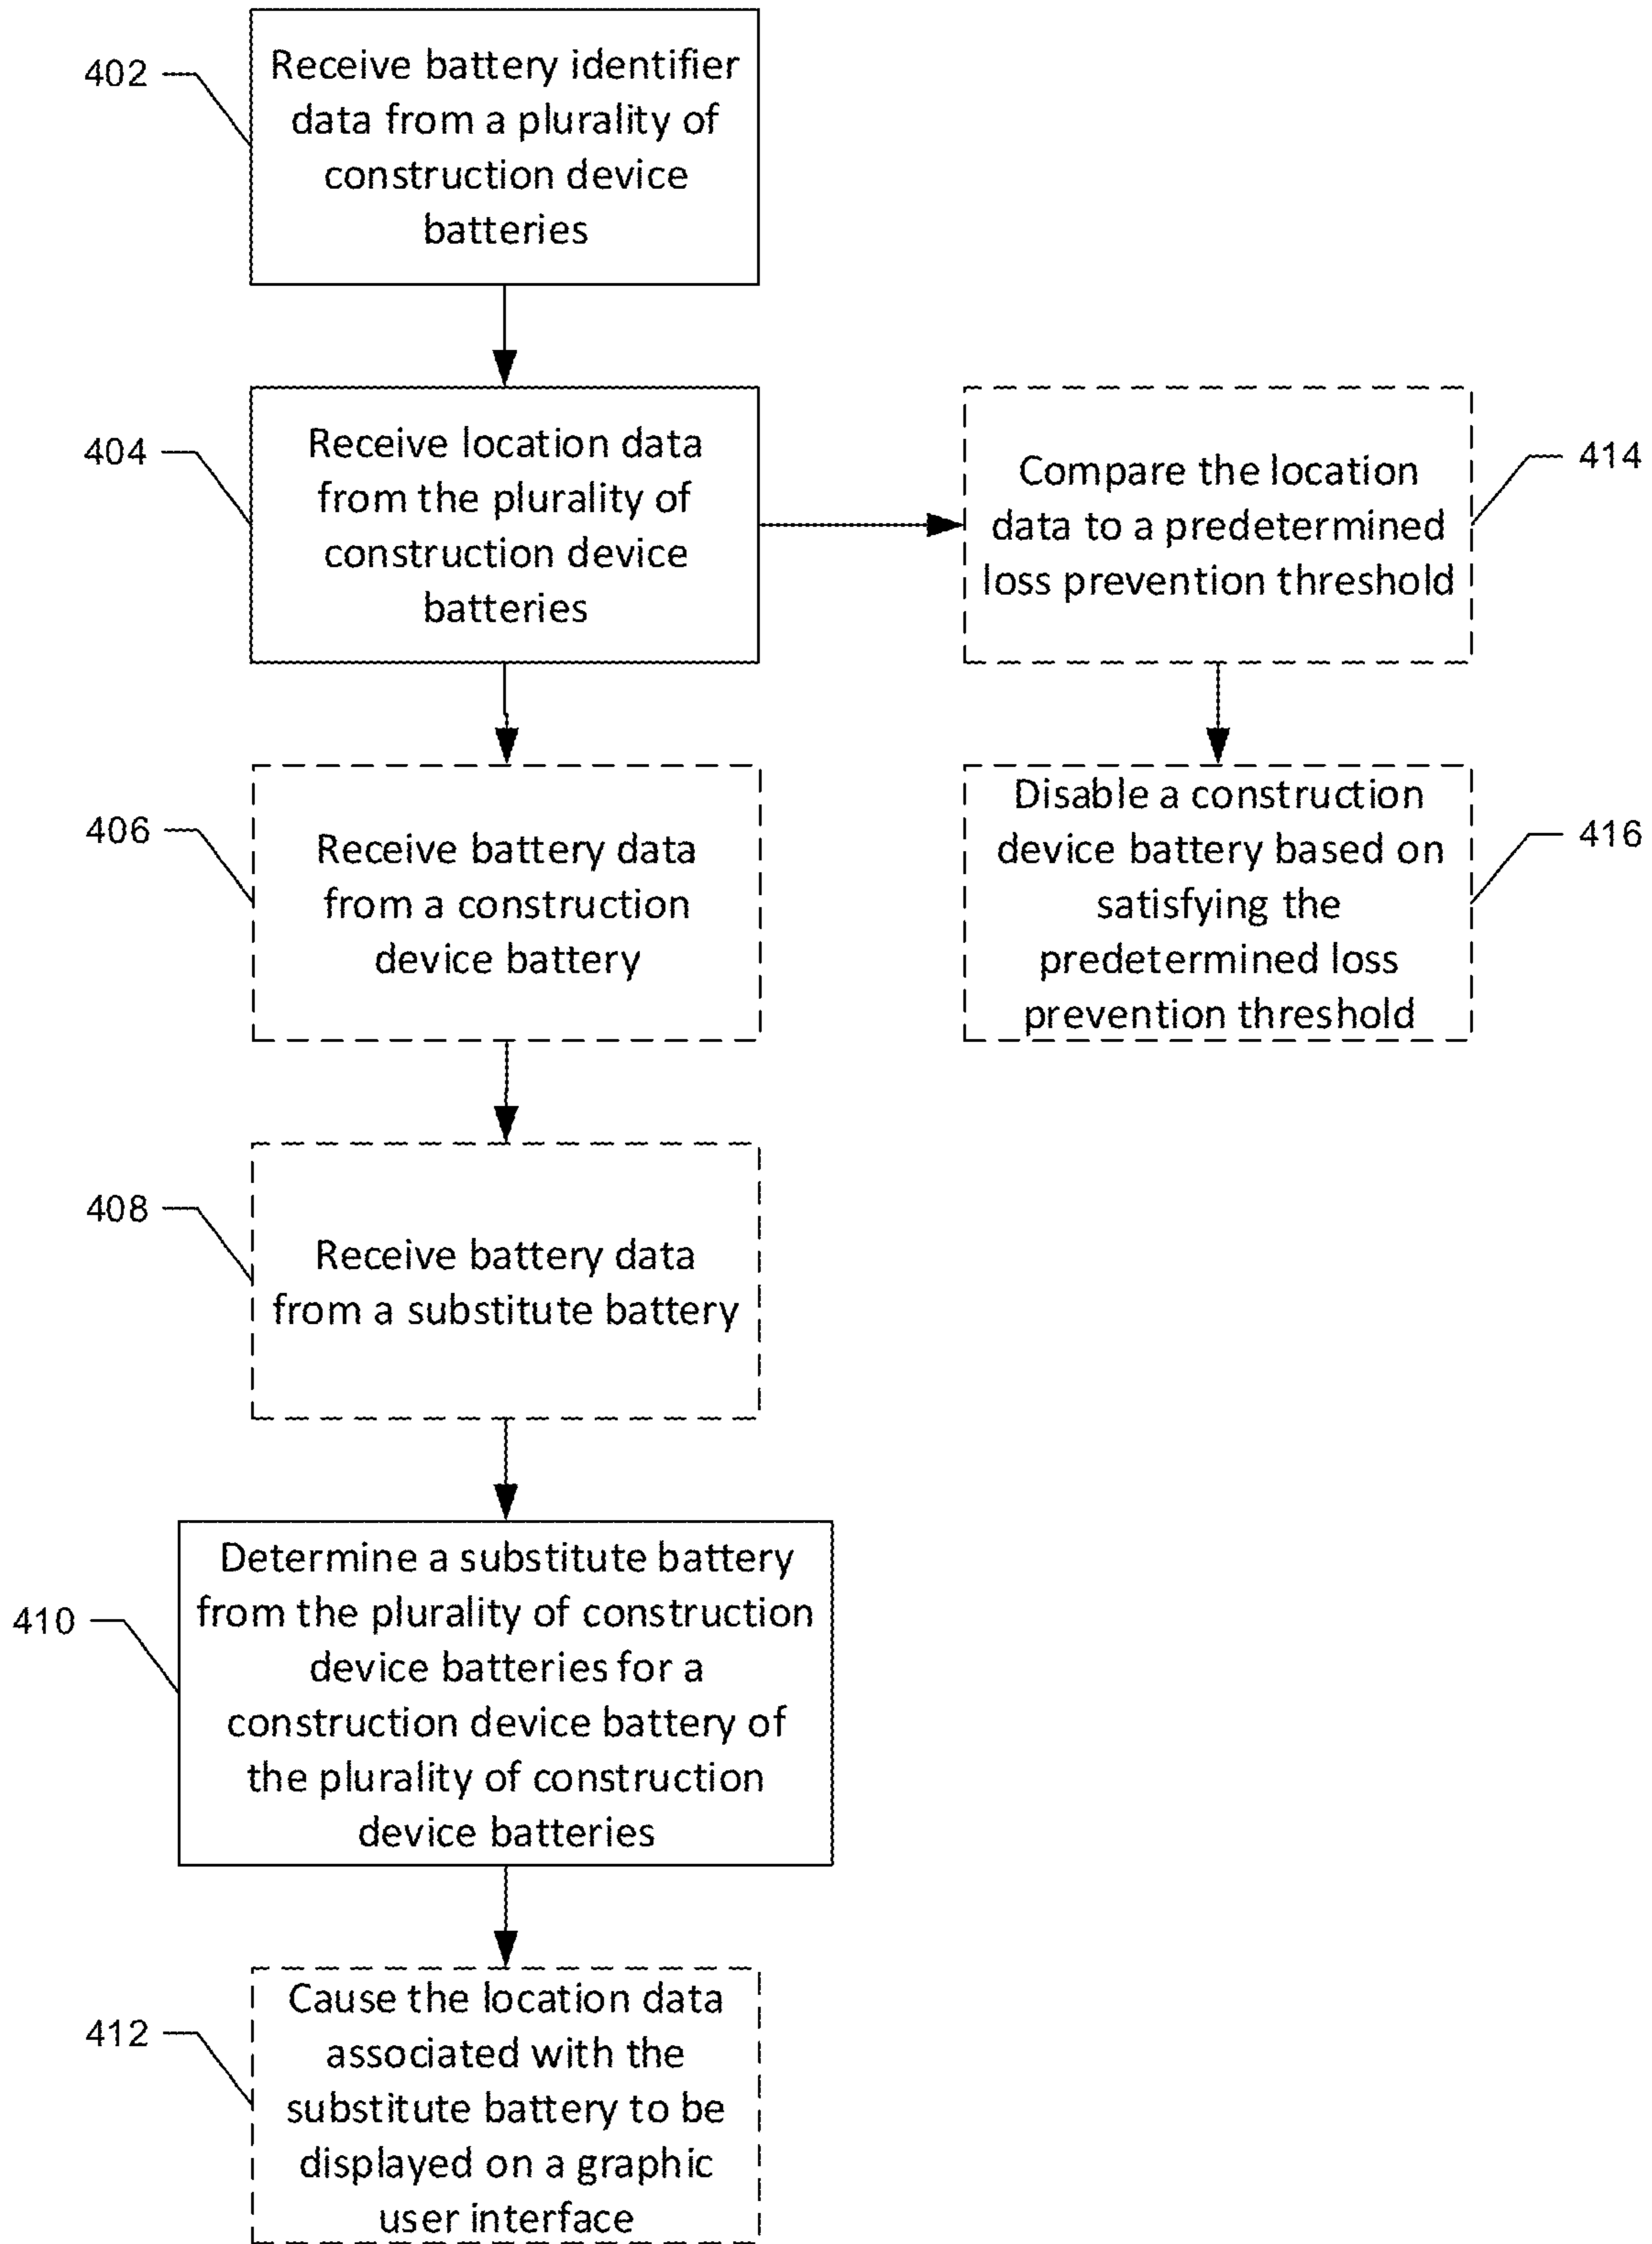 402
Receive battery identifier
data from a plurality of
construction device
batteries
404
Receive location data
from the plurality of
construction device
batteries
414
Compare the location
data to a predetermined
loss prevention threshold
406
Receive battery data
from a construction
device battery
416
Disable a construction
device battery based on
satisfying the
predetermined loss
prevention threshold
408
Receive battery data
from a substitute battery
410
Determine a substitute battery
from the plurality of construction
device batteries for a
construction device battery of
the plurality of construction
device batteries
412
Cause the location data
associated with the
substitute battery to be
displayed on a graphic
user interface